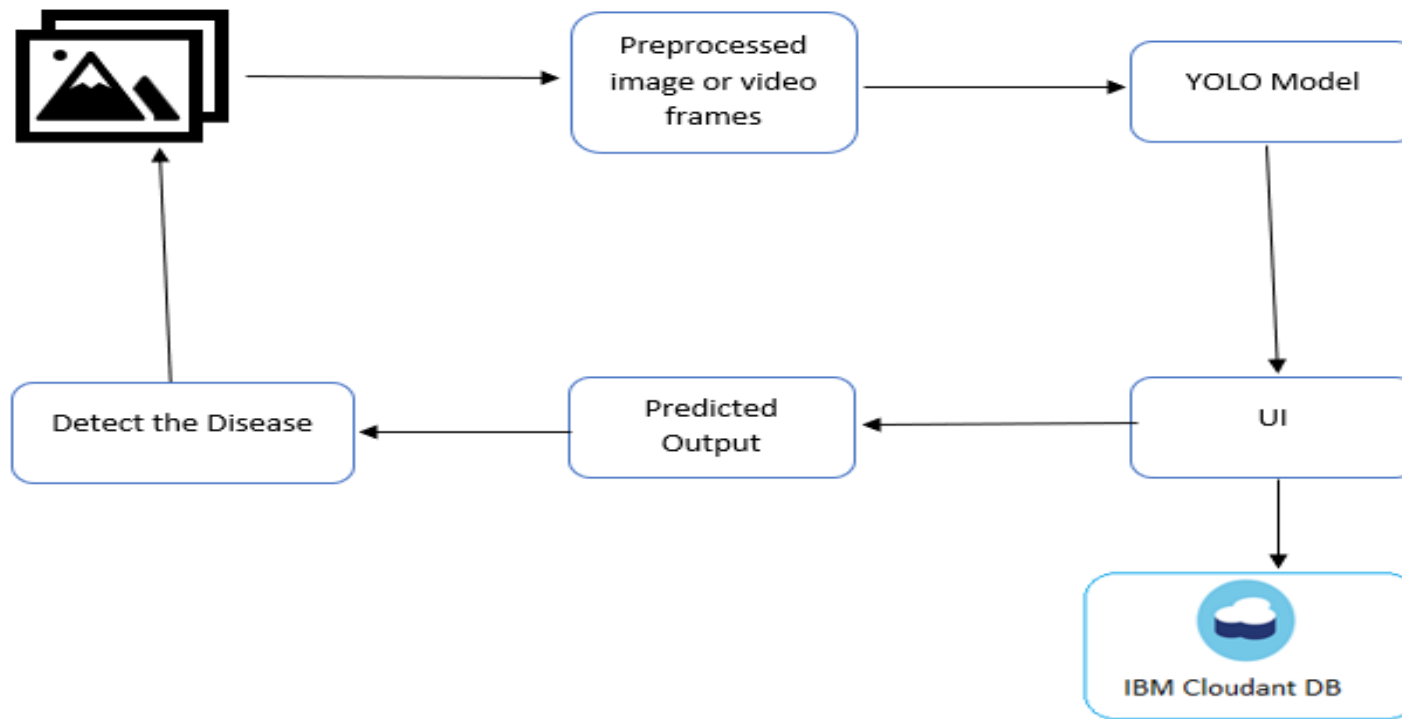 Preprocessed
image or video
frames
YOLO Model
Detect the Disease
Predicted
Output
UI
IBM Cloudant DB